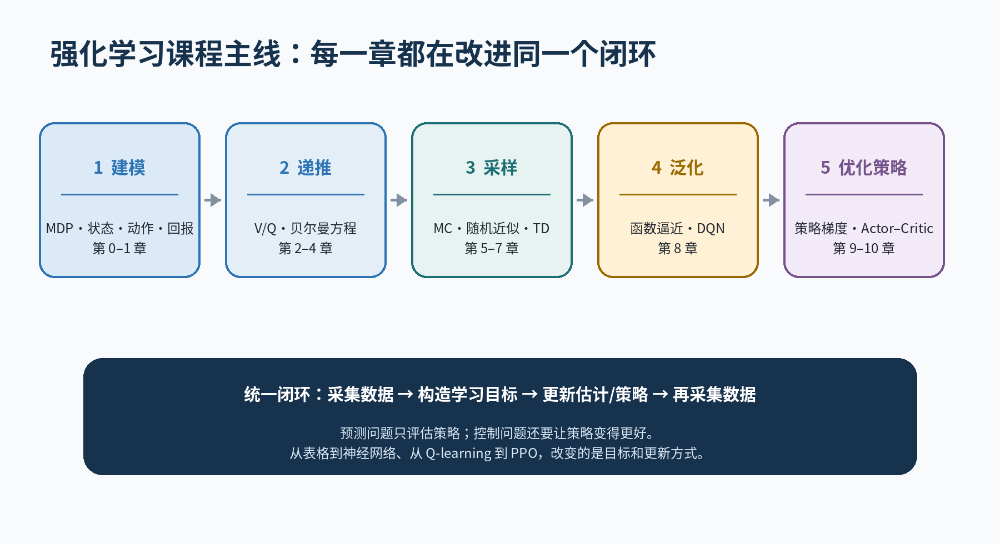 强化学习课程主线：每一章都在改进同一个闭环
1 建模
MDP・状态・动作・回报
第 0–1 章
2 递推
V/Q・贝尔曼方程
第 2–4 章
3 采样
MC・随机近似・TD
第 5–7 章
4 泛化
函数逼近・DQN
第 8 章
5 优化策略
策略梯度・Actor–Critic
第 9–10 章
统一闭环：采集数据 → 构造学习目标 → 更新估计/策略 → 再采集数据
预测问题只评估策略；控制问题还要让策略变得更好。
从表格到神经网络、从 Q-learning 到 PPO，改变的是目标和更新方式。